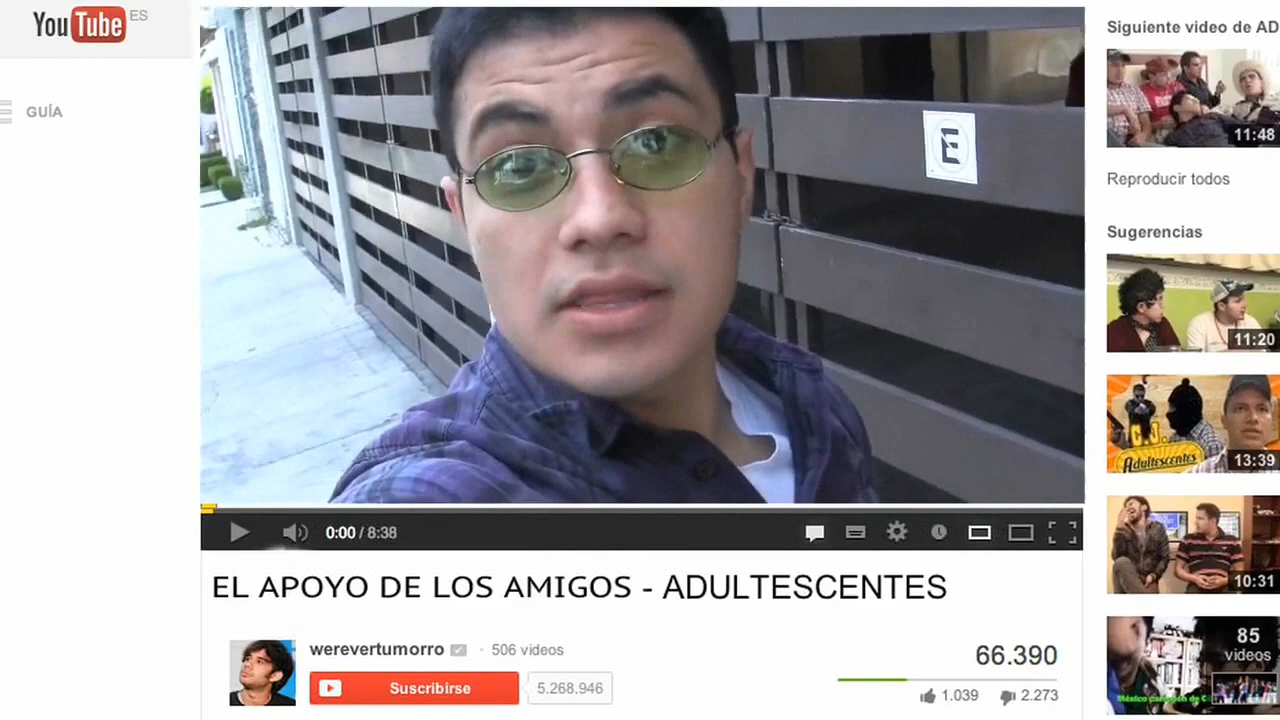 YouTube ES
GUÍA
E
0:00 / 8:38
EL APOYO DE LOS AMIGOS - ADULTESCENTES
werevertumorro
506 videos
Suscribirse
5.268.946
66.390
1.039
2.273
Siguiente video de AD
11:48
Reproducir todos
Sugerencias
11:20
C.J.
Adultescentes
13:39
10:31
85
videos